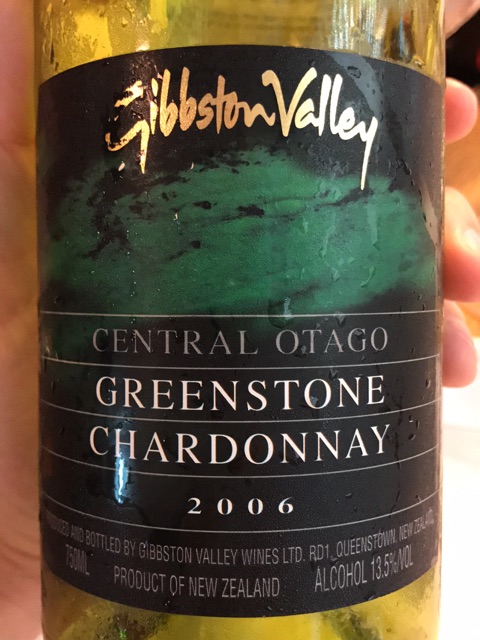 Gibbston Valley
CENTRAL OTAGO
GREENSTONE
CHARDONNAY
2006
PRODUCED AND BOTTLED BY GIBBSTON VALLEY WINES LTD. RD1, QUEENSTOWN, NEW ZEALAND
750ML PRODUCT OF NEW ZEALAND ALCOHOL 13.5%/VOL